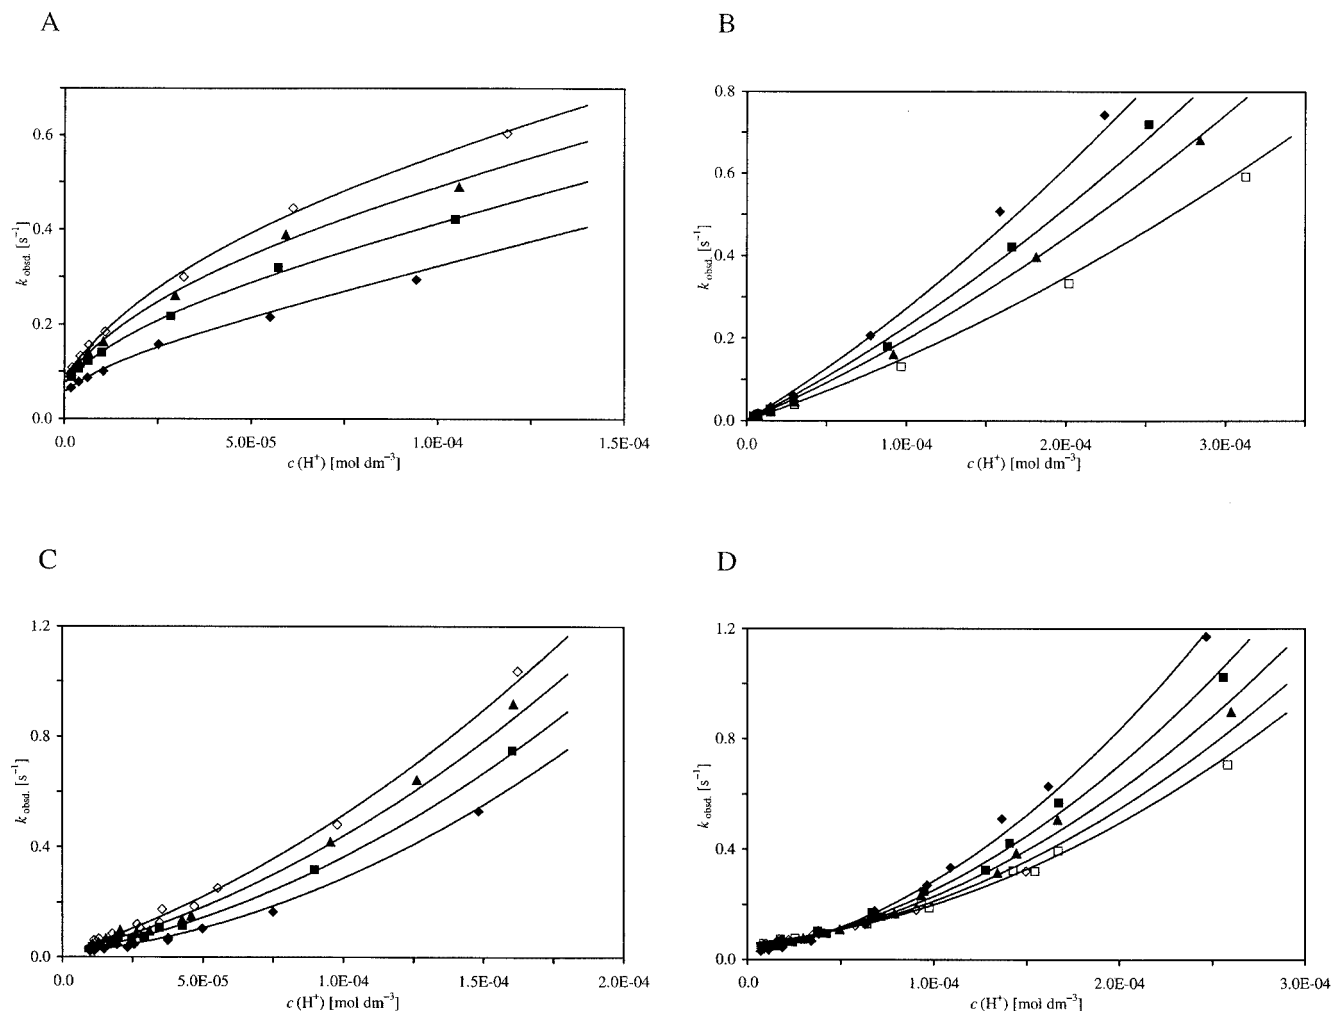 A
0.6
0.4
0.2
0.0
k obsd. [s⁻¹]
0.0
5.0E-05
1.0E-04
1.5E-04
c (H⁺) [mol dm⁻³]
B
0.8
0.6
0.4
0.2
0.0
k obsd. [s⁻¹]
0.0
1.0E-04
2.0E-04
3.0E-04
c (H⁺) [mol dm⁻³]
C
1.2
0.8
0.4
0.0
k obsd. [s⁻¹]
0.0
5.0E-05
1.0E-04
1.5E-04
2.0E-04
c (H⁺) [mol dm⁻³]
D
1.2
0.8
0.4
0.0
k obsd. [s⁻¹]
0.0
1.0E-04
2.0E-04
3.0E-04
c (H⁺) [mol dm⁻³]